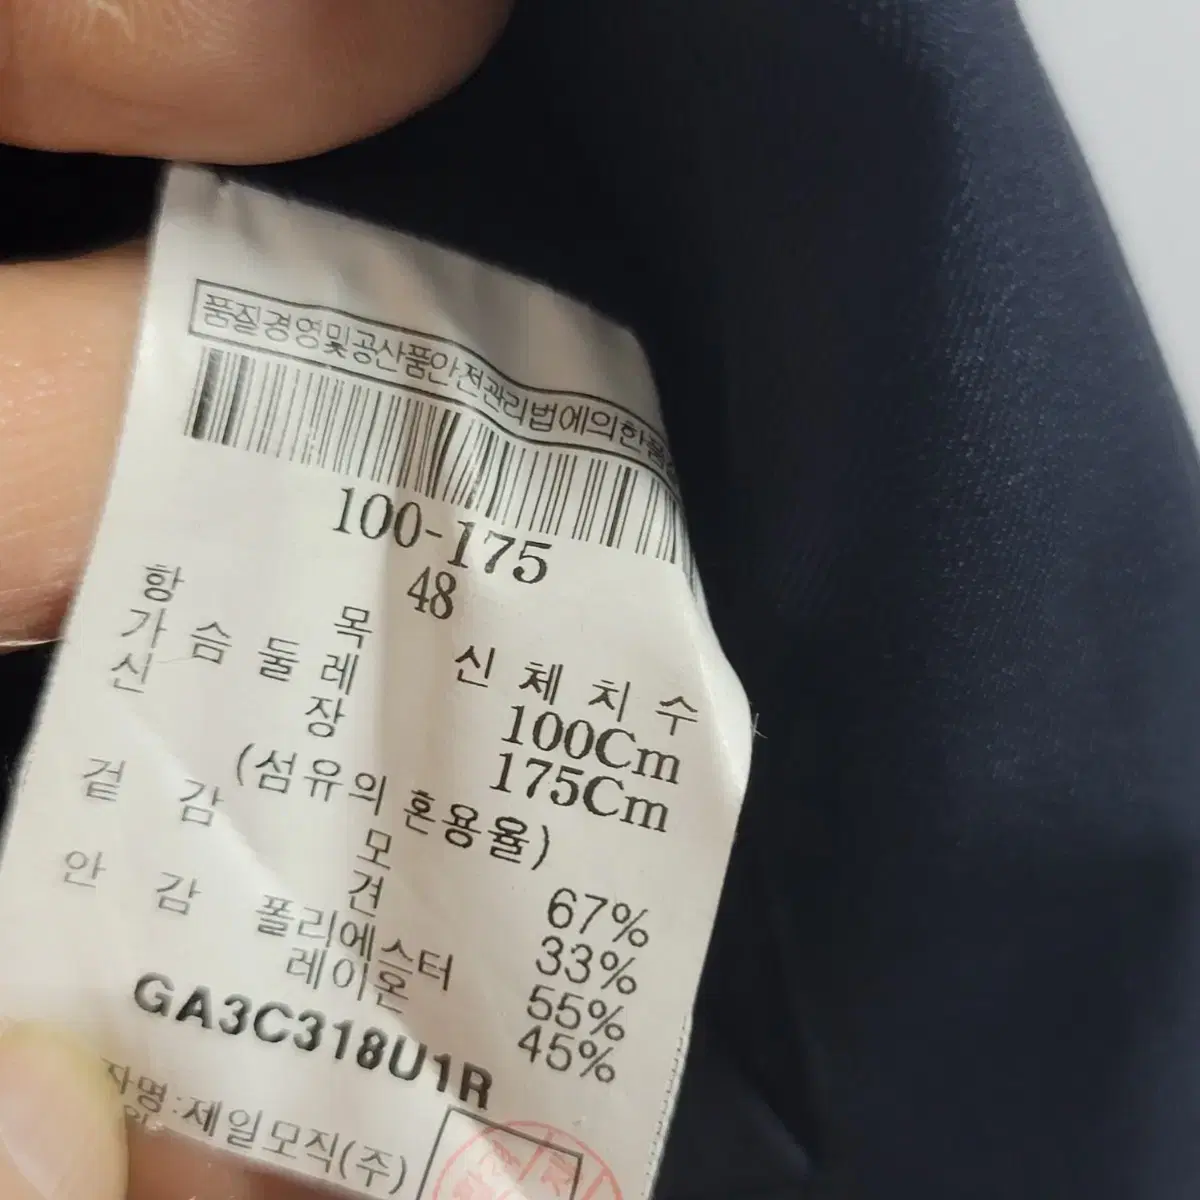 품질경영및공산품안전관리법에의한품
100-175
48
항 목 신 체 치 수
가 슴 둘 레 100Cm
신 장 175Cm
(섬유의 혼용율)
겉 감 모 67%
견 33%
안 감 폴리에스터 55%
레이온 45%
GA3C318U1R
자명:제일모직(주)